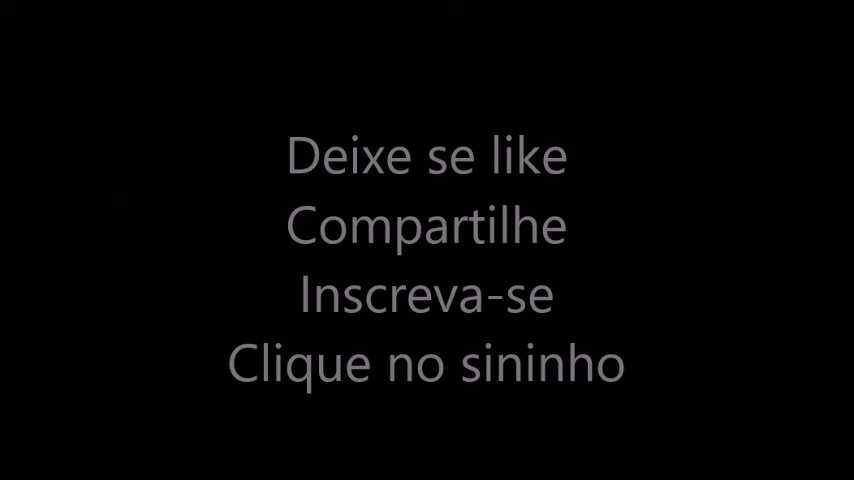 Deixe se like
Compartilhe
Inscreva-se
Clique no sininho